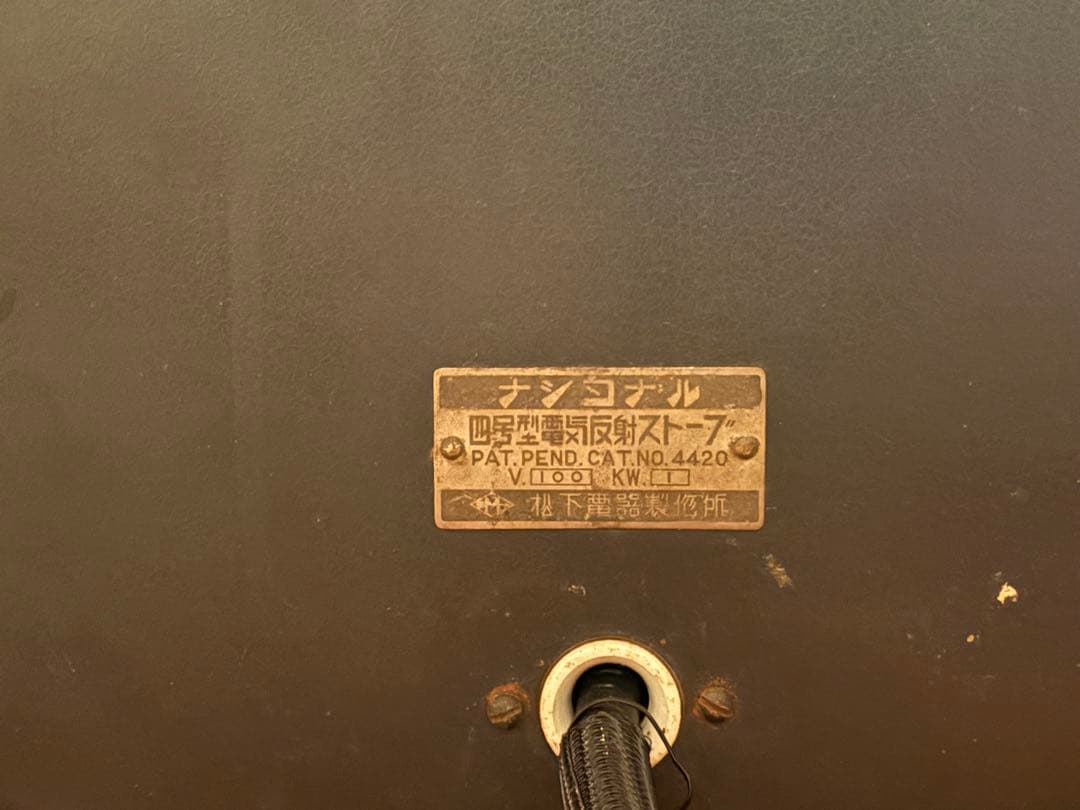 ナショナル
四号型電気反射ストーブ
PAT.PEND.CAT.NO.4420
V.100 KW.1
M 松下電器製作所